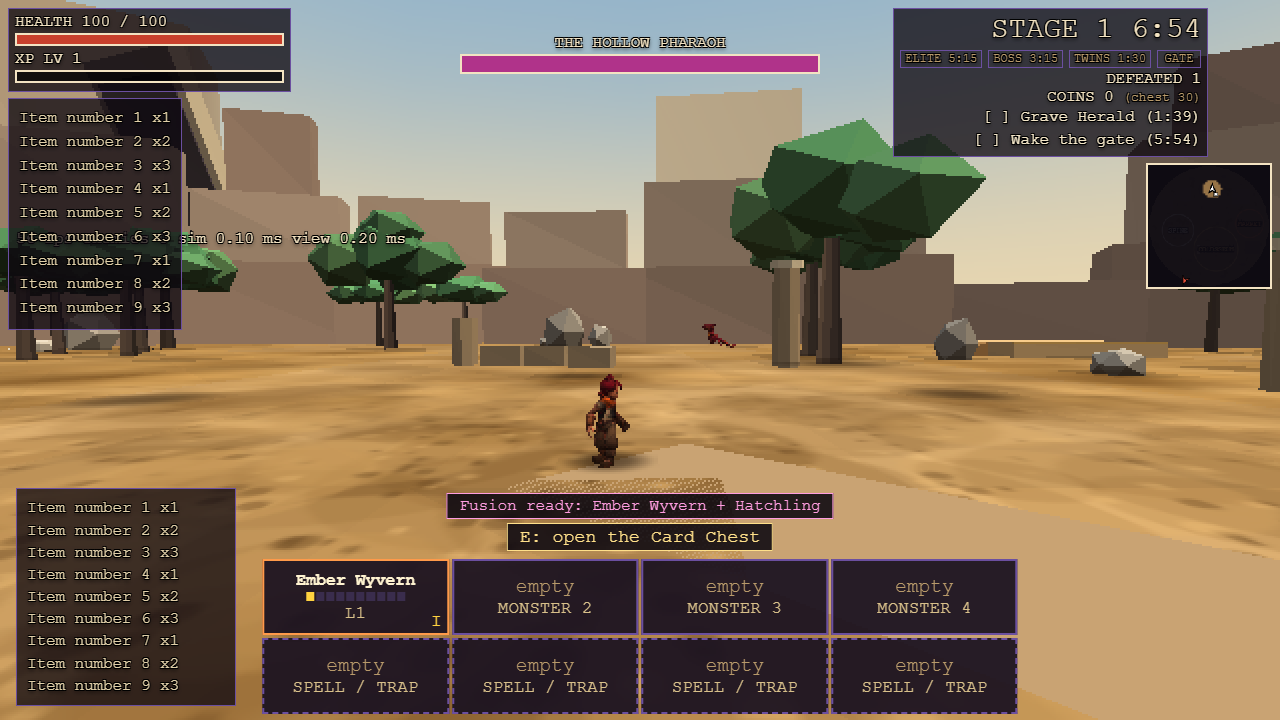 HEALTH 100 / 100
XP LV 1
THE HOLLOW PHARAOH
STAGE 1 6:54
ELITE 5:15 BOSS 3:15 TWINS 1:30 GATE
DEFEATED 1
COINS 0 (chest 30)
[ ] Grave Herald (1:39)
[ ] Wake the gate (5:54)
Item number 1 x1
Item number 2 x2
Item number 3 x3
Item number 4 x1
Item number 5 x2
Item number 6 x3
Item number 7 x1
Item number 8 x2
Item number 9 x3
sim 0.10 ms view 0.20 ms
Item number 1 x1
Item number 2 x2
Item number 3 x3
Item number 4 x1
Item number 5 x2
Item number 6 x3
Item number 7 x1
Item number 8 x2
Item number 9 x3
Fusion ready: Ember Wyvern + Hatchling
E: open the Card Chest
Ember Wyvern
L1
I
empty
MONSTER 2
empty
MONSTER 3
empty
MONSTER 4
empty
SPELL / TRAP
empty
SPELL / TRAP
empty
SPELL / TRAP
empty
SPELL / TRAP